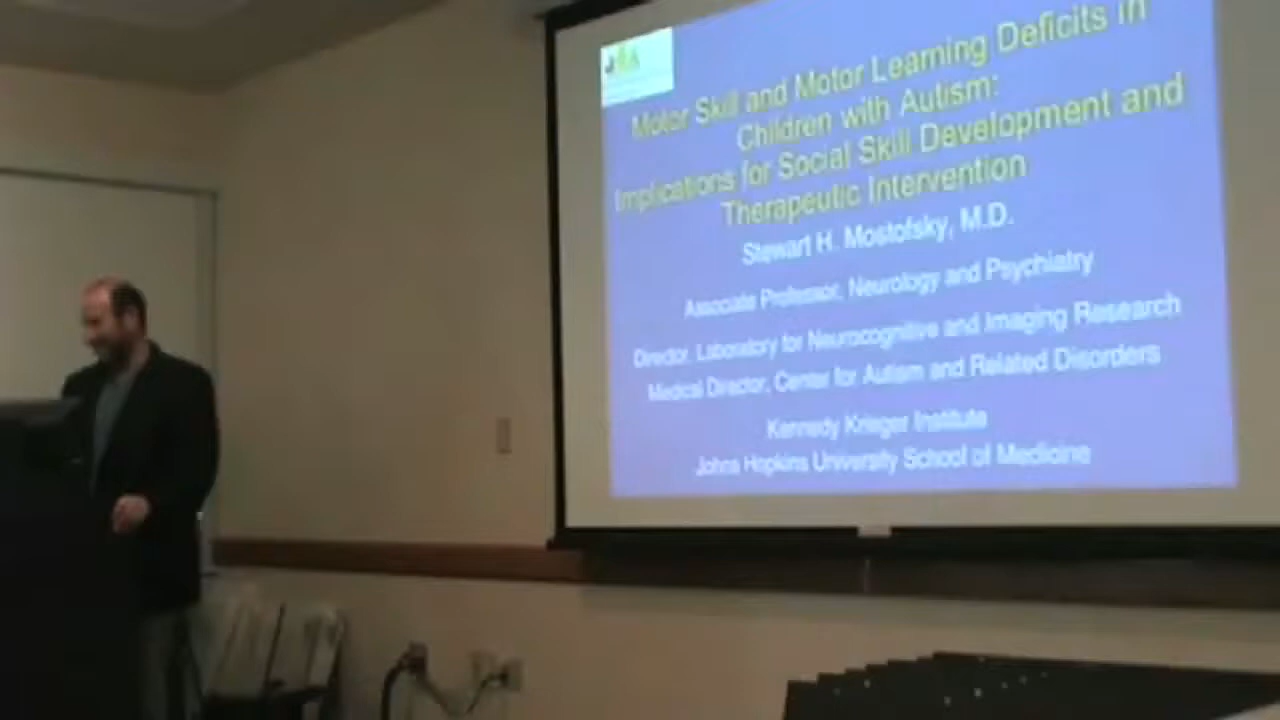 Motor Skill and Motor Learning Deficits in
Children with Autism:
Implications for Social Skill Development and
Therapeutic Intervention
Stewart H. Mostofsky, M.D.
Associate Professor, Neurology and Psychiatry
Director, Laboratory for Neurocognitive and Imaging Research
Medical Director, Center for Autism and Related Disorders
Kennedy Krieger Institute
Johns Hopkins University School of Medicine